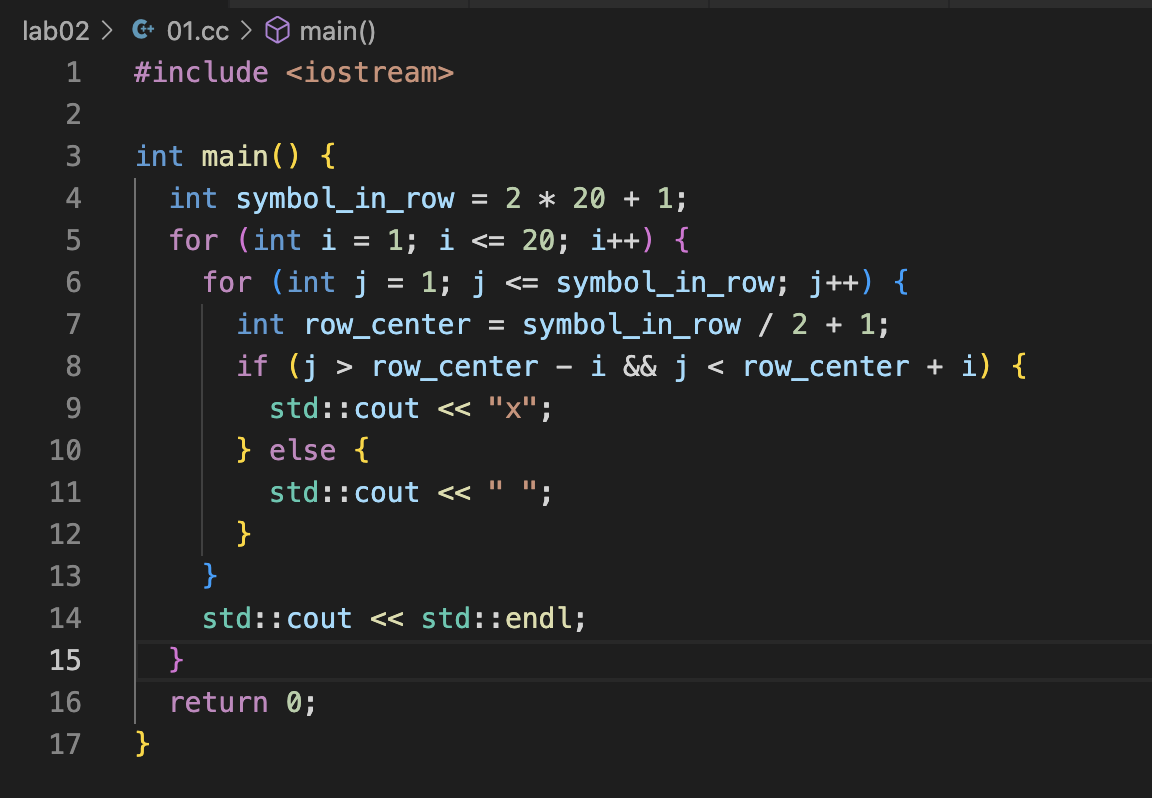 lab02 > C++ 01.cc > main()
1 #include <iostream>
2
3 int main() {
4   int symbol_in_row = 2 * 20 + 1;
5   for (int i = 1; i <= 20; i++) {
6     for (int j = 1; j <= symbol_in_row; j++) {
7       int row_center = symbol_in_row / 2 + 1;
8       if (j > row_center - i && j < row_center + i) {
9         std::cout << "x";
10       } else {
11         std::cout << " ";
12       }
13     }
14     std::cout << std::endl;
15   }
16   return 0;
17 }